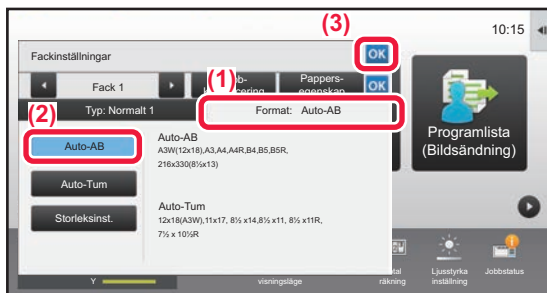 (3)
10:15
Fackinställningar
OK
Fack 1
Pappers-
egenskap
OK
(1)
(2)
Typ: Normalt 1
Format: Auto-AB
Auto-AB
Auto-AB
A3W(12x18),A3,A4,A4R,B4,B5,B5R,
216x330(8½x13)
Auto-Tum
Auto-Tum
12x18(A3W),11x17, 8½ x14,8½ x11, 8½ x11R,
7½ x 10½R
Storleksinst.
Programlista
(Bildsändning)
Y
visningsläge
räkning
Ljusstyrka
inställning
Jobbstatus